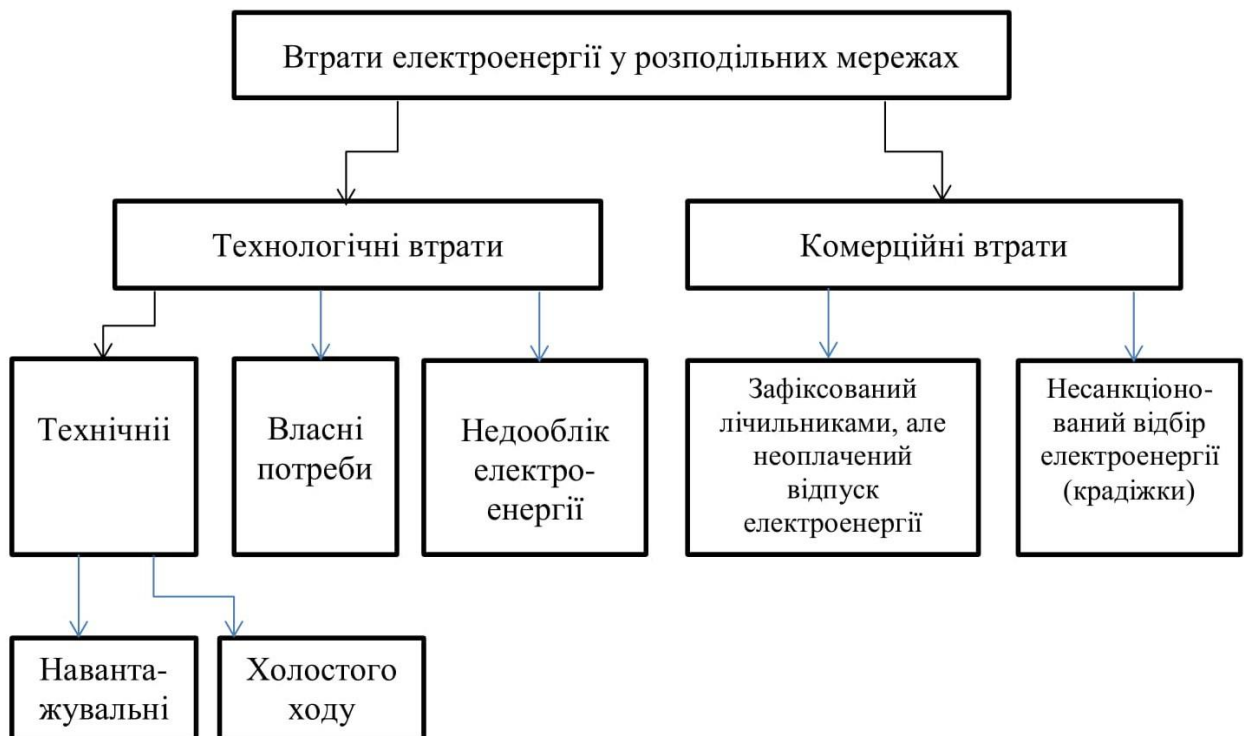 Втрати електроенергії у розподільних мережах
Технологічні втрати
Комерційні втрати
Технічніі
Власні
потреби
Недооблік
електро-
енергії
Зафіксований
лічильниками, але
неоплачений
відпуск
електроенергії
Несанкціоно-
ваний відбір
електроенергії
(крадіжки)
Наванта-
жувальні
Холостого
ходу